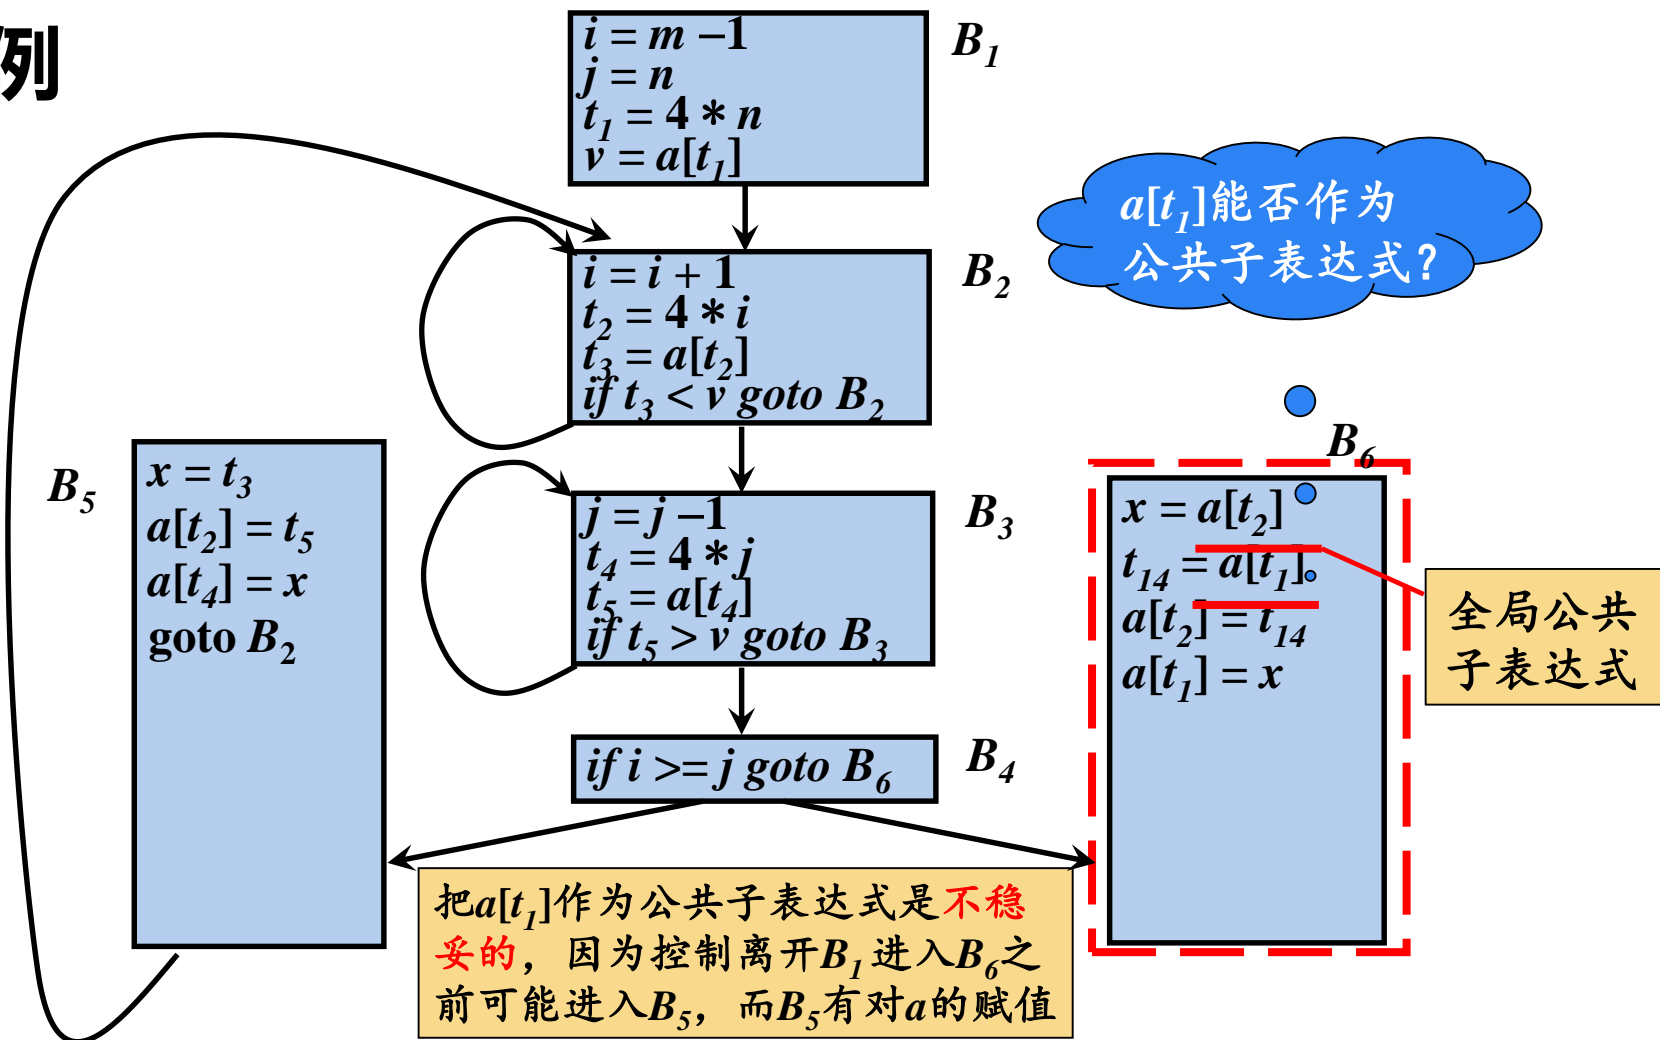 例
i = m −1
j = n
t₁ = 4 * n
v = a[t₁]
B₁
a[t₁]能否作为
公共子表达式？
i = i + 1
t₂ = 4 * i
t₃ = a[t₂]
if t₃ < v goto B₂
B₂
B₅
x = t₃
a[t₂] = t₅
a[t₄] = x
goto B₂
j = j −1
t₄ = 4 * j
t₅ = a[t₄]
if t₅ > v goto B₃
B₃
B₆
x = a[t₂]
t₁₄ = a[t₁]
a[t₂] = t₁₄
a[t₁] = x
全局公共
子表达式
if i >= j goto B₆
B₄
把a[t₁]作为公共子表达式是不稳
妥的，因为控制离开B₁进入B₆之
前可能进入B₅，而B₅有对a的赋值